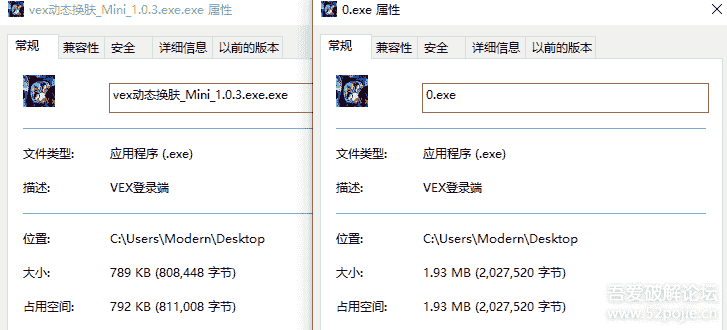 vex动态换肤_Mini_1.0.3.exe.exe 属性
常规 兼容性 安全 详细信息 以前的版本
vex动态换肤_Mini_1.0.3.exe.exe
文件类型: 应用程序 (.exe)
描述: VEX登录端
位置: C:\Users\Modern\Desktop
大小: 789 KB (808,448 字节)
占用空间: 792 KB (811,008 字节)
0.exe 属性
常规 兼容性 安全 详细信息 以前的版本
0.exe
文件类型: 应用程序 (.exe)
描述: VEX登录端
位置: C:\Users\Modern\Desktop
大小: 1.93 MB (2,027,520 字节)
占用空间: 1.93 MB (2,027,520 字节)
吾爱破解论坛
www.52pojie.cn